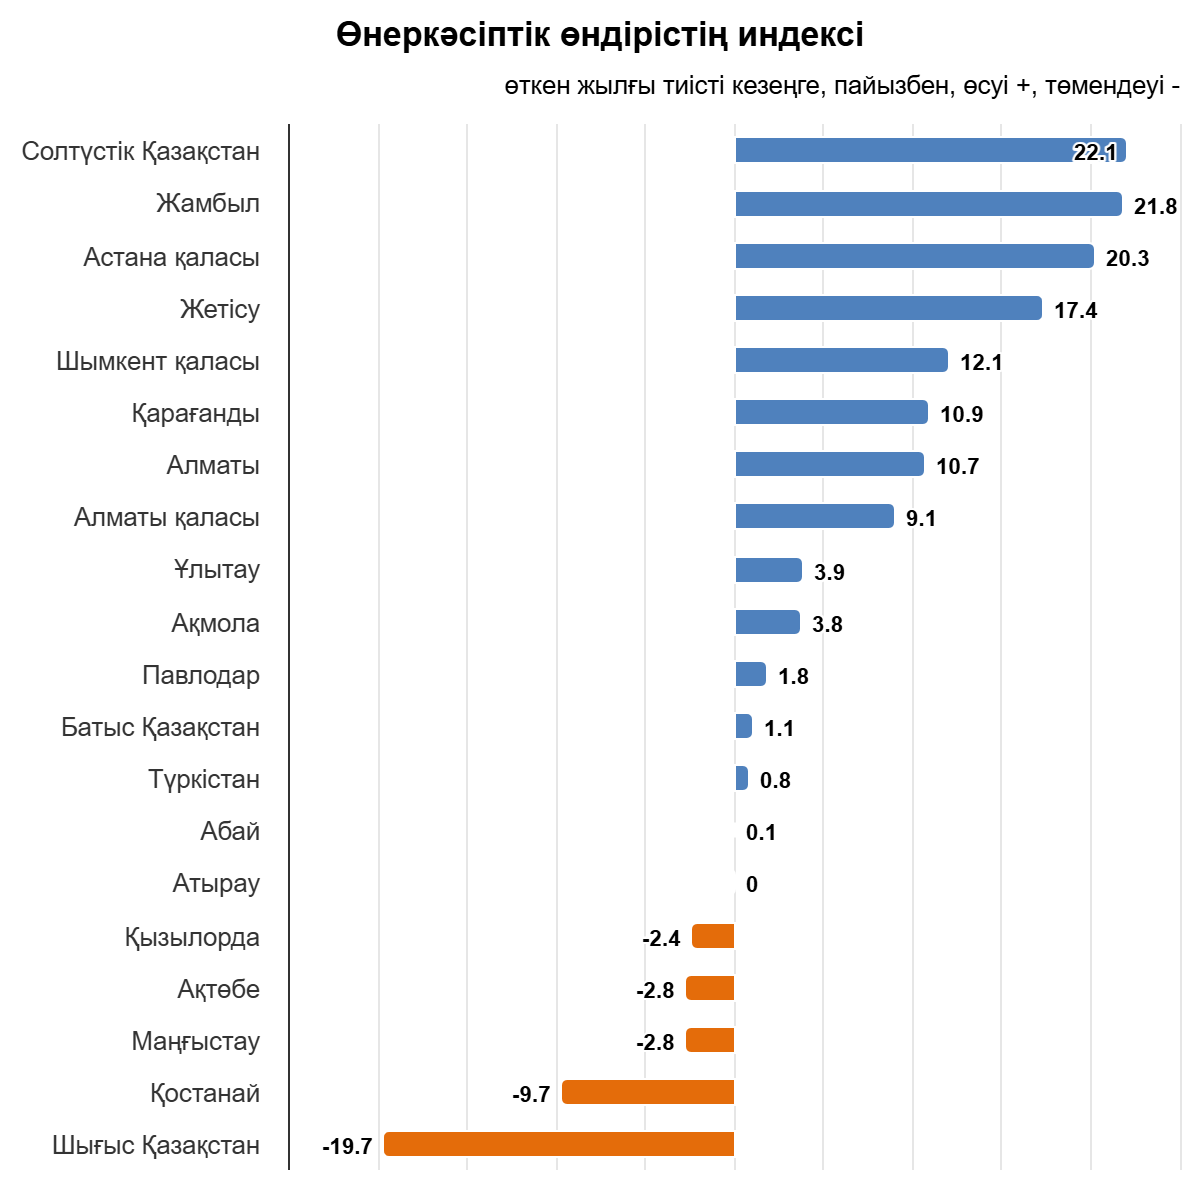 Өнеркәсіптік өндірістің индексі
өткен жылғы тиісті кезеңге, пайызбен, өсуі +, төмендеуі -
Солтүстік Қазақстан 22.1
Жамбыл 21.8
Астана қаласы 20.3
Жетісу 17.4
Шымкент қаласы 12.1
Қарағанды 10.9
Алматы 10.7
Алматы қаласы 9.1
Ұлытау 3.9
Ақмола 3.8
Павлодар 1.8
Батыс Қазақстан 1.1
Түркістан 0.8
Абай 0.1
Атырау 0
Қызылорда -2.4
Ақтөбе -2.8
Маңғыстау -2.8
Қостанай -9.7
Шығыс Қазақстан -19.7